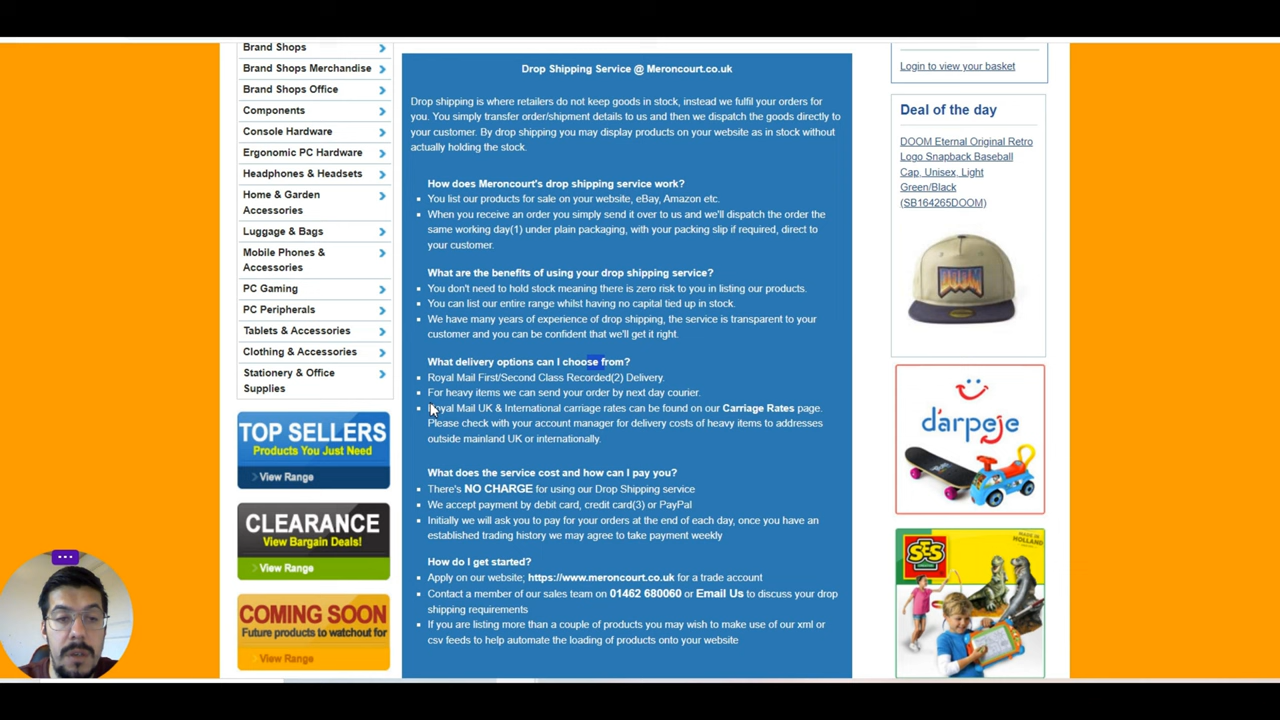 Brand Shops
Brand Shops Merchandise
Brand Shops Office
Components
Console Hardware
Ergonomic PC Hardware
Headphones & Headsets
Home & Garden
Accessories
Luggage & Bags
Mobile Phones &
Accessories
PC Gaming
PC Peripherals
Tablets & Accessories
Clothing & Accessories
Stationery & Office
Supplies
TOP SELLERS
Products You Just Need
View Range
CLEARANCE
View Bargain Deals!
View Range
COMING SOON
Future products to watchout for
View Range
Drop Shipping Service @ Meroncourt.co.uk
Drop shipping is where retailers do not keep goods in stock, instead we fulfil your orders for
you. You simply transfer order/shipment details to us and then we dispatch the goods directly to
your customer. By drop shipping you may display products on your website as in stock without
actually holding the stock.
How does Meroncourt's drop shipping service work?
You list our products for sale on your website, eBay, Amazon etc.
When you receive an order you simply send it over to us and we'll dispatch the order the
same working day(1) under plain packaging, with your packing slip if required, direct to
your customer.
What are the benefits of using your drop shipping service?
You don't need to hold stock meaning there is zero risk to you in listing our products.
You can list our entire range whilst having no capital tied up in stock.
We have many years of experience of drop shipping, the service is transparent to your
customer and you can be confident that we'll get it right.
What delivery options can I choose from?
Royal Mail First/Second Class Recorded(2) Delivery.
For heavy items we can send your order by next day courier.
Royal Mail UK & International carriage rates can be found on our Carriage Rates page.
Please check with your account manager for delivery costs of heavy items to addresses
outside mainland UK or internationally.
What does the service cost and how can I pay you?
There's NO CHARGE for using our Drop Shipping service
We accept payment by debit card, credit card(3) or PayPal
Initially we will ask you to pay for your orders at the end of each day, once you have an
established trading history we may agree to take payment weekly
How do I get started?
Apply on our website; https://www.meroncourt.co.uk for a trade account
Contact a member of our sales team on 01462 680060 or Email Us to discuss your drop
shipping requirements
If you are listing more than a couple of products you may wish to make use of our xml or
csv feeds to help automate the loading of products onto your website
Login to view your basket
Deal of the day
DOOM Eternal Original Retro
Logo Snapback Baseball
Cap, Unisex, Light
Green/Black
(SB164265DOOM)
DOOM
d'arpeje
SES
CREATIVE
MADE IN
HOLLAND